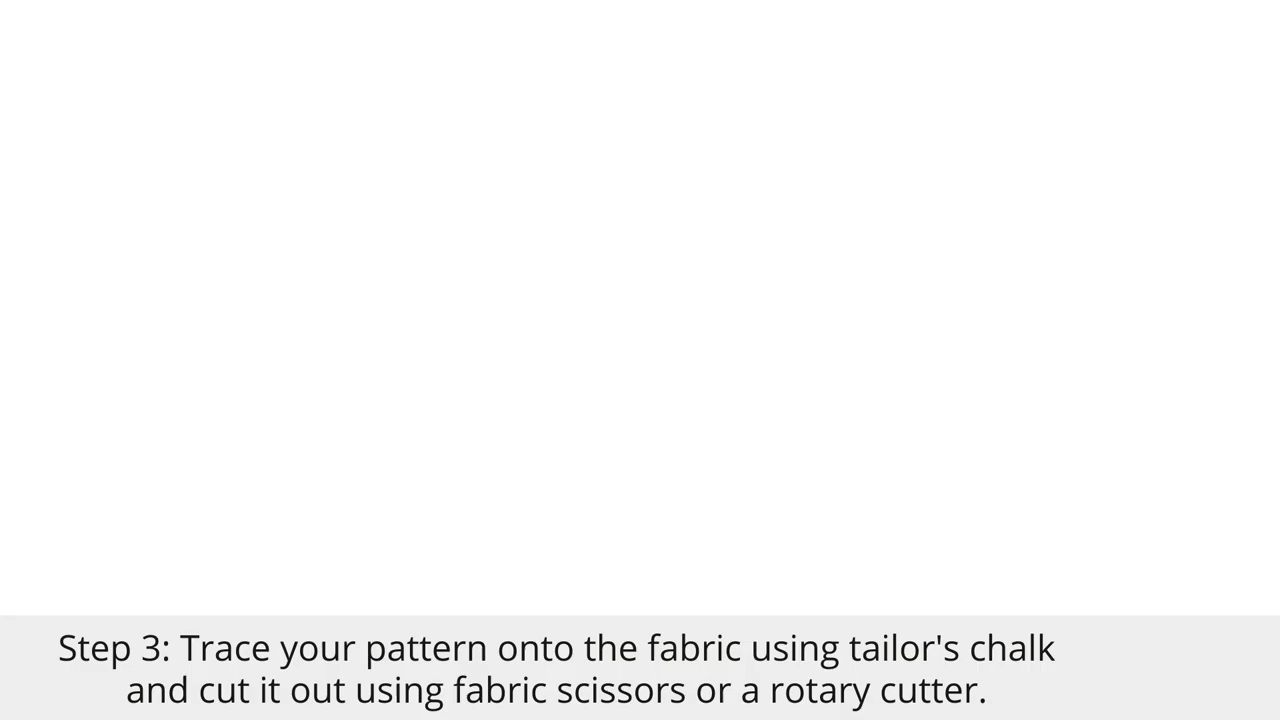 Step 3: Trace your pattern onto the fabric using tailor's chalk
and cut it out using fabric scissors or a rotary cutter.